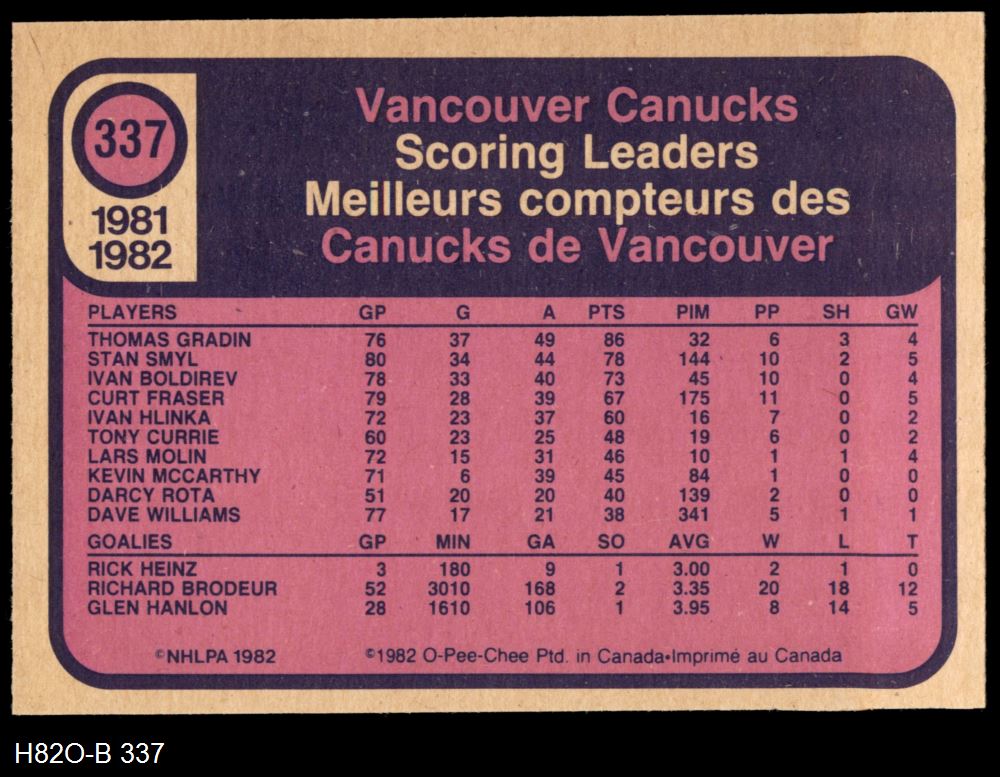 337
1981
1982
Vancouver Canucks
Scoring Leaders
Meilleurs compteurs des
Canucks de Vancouver
PLAYERS GP G A PTS PIM PP SH GW
THOMAS GRADIN 76 37 49 86 32 6 3 4
STAN SMYL 80 34 44 78 144 10 2 5
IVAN BOLDIREV 78 33 40 73 45 10 0 4
CURT FRASER 79 28 39 67 175 11 0 5
IVAN HLINKA 72 23 37 60 16 7 0 2
TONY CURRIE 60 23 25 48 19 6 0 2
LARS MOLIN 72 15 31 46 10 1 1 4
KEVIN MCCARTHY 71 6 39 45 84 1 0 0
DARCY ROTA 51 20 20 40 139 2 0 0
DAVE WILLIAMS 77 17 21 38 341 5 1 1
GOALIES GP MIN GA SO AVG W L T
RICK HEINZ 3 180 9 1 3.00 2 1 0
RICHARD BRODEUR 52 3010 168 2 3.35 20 18 12
GLEN HANLON 28 1610 106 1 3.95 8 14 5
©NHLPA 1982 ©1982 O-Pee-Chee Ptd. in Canada•Imprimé au Canada
H82O-B 337